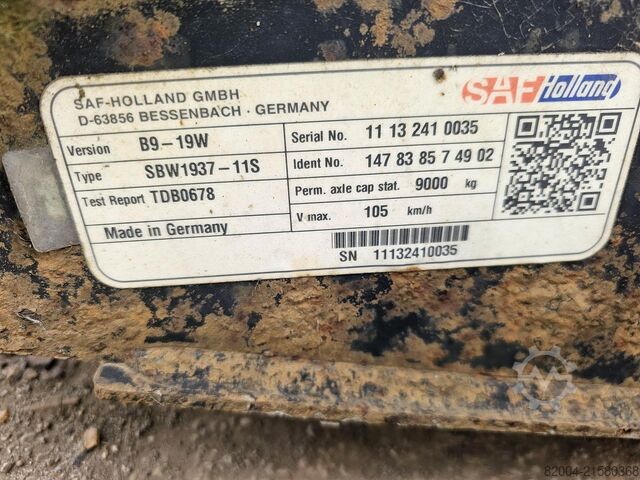 SAF-HOLLAND GMBH
D-63856 BESSENBACH · GERMANY
SAF Holland
Version B9-19W
Type SBW1937-11S
Test Report TDB0678
Made in Germany
Serial No. 11 13 241 0035
Ident No. 147 83 85 7 49 02
Perm. axle cap stat. 9000 kg
V max. 105 km/h
SN 11132410035
82004-21580368